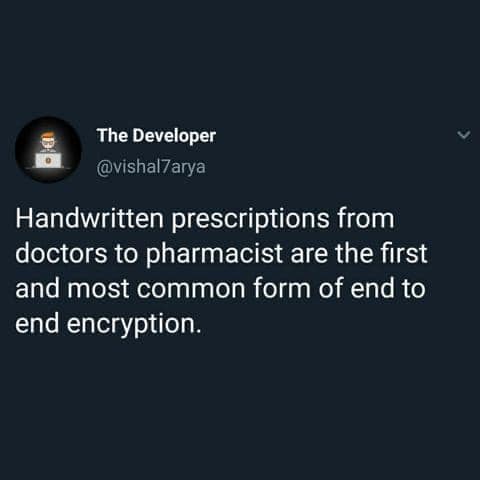 The Developer
@vishal7arya
Handwritten prescriptions from
doctors to pharmacist are the first
and most common form of end to
end encryption.